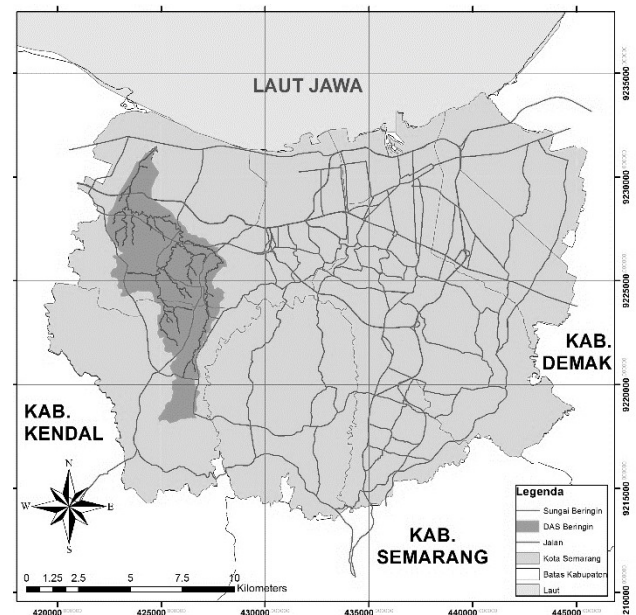 LAUT JAWA
KAB.
DEMAK
KAB.
KENDAL
KAB.
SEMARANG
N
W
E
S
0 1.25 2.5 5 7.5 10
Kilometers
Legenda
Sungai Beringin
DAS Beringin
Jalan
Kota Semarang
Batas Kabupaten
Laut
9235000
9230000
9225000
9220000
9215000
420000 425000 430000 435000 440000 445000